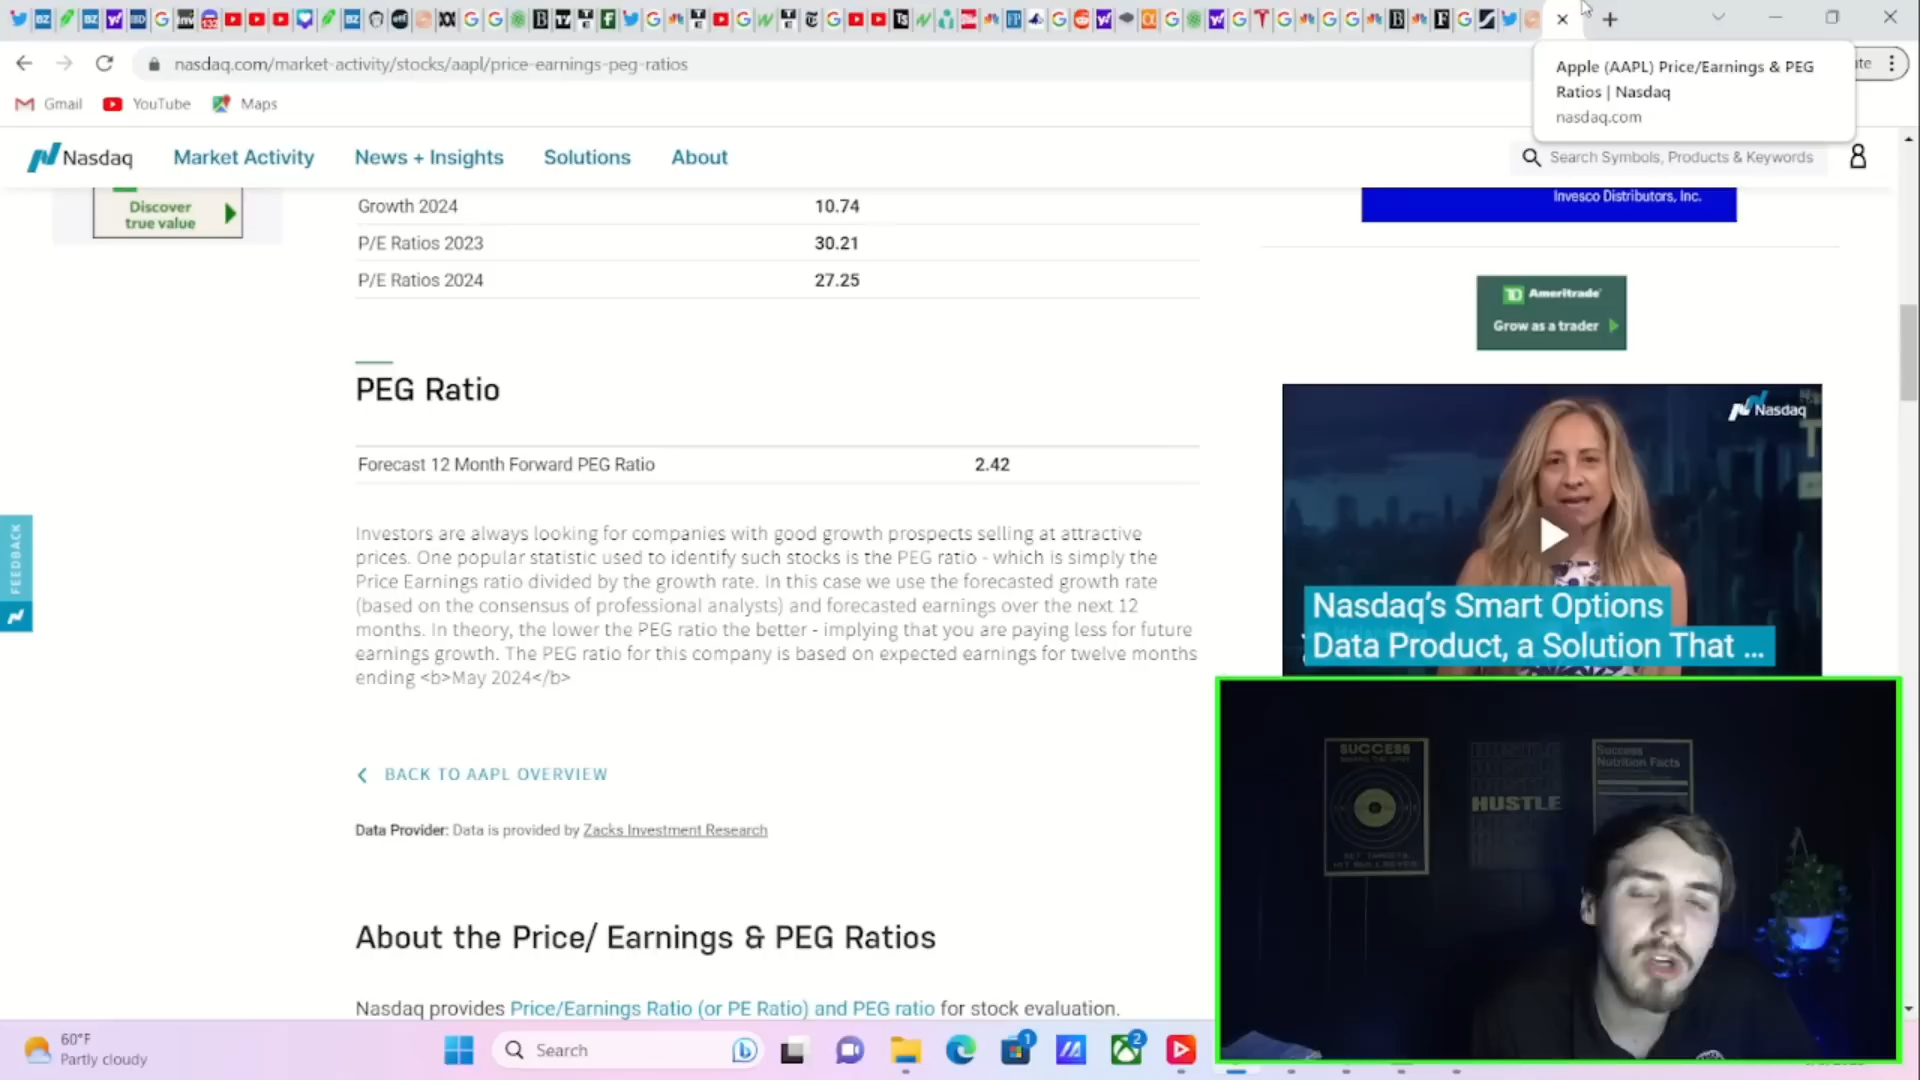 nasdaq.com/market-activity/stocks/aapl/price-earnings-peg-ratios
Apple (AAPL) Price/Earnings & PEG
Ratios | Nasdaq
nasdaq.com
Gmail
YouTube
Maps
Nasdaq
Market Activity
News + Insights
Solutions
About
Search Symbols, Products & Keywords
Discover
true value
Growth 2024
10.74
P/E Ratios 2023
30.21
P/E Ratios 2024
27.25
Invesco Distributors, Inc.
TD Ameritrade
Grow as a trader
PEG Ratio
Forecast 12 Month Forward PEG Ratio
2.42
Investors are always looking for companies with good growth prospects selling at attractive
prices. One popular statistic used to identify such stocks is the PEG ratio - which is simply the
Price Earnings ratio divided by the growth rate. In this case we use the forecasted growth rate
(based on the consensus of professional analysts) and forecasted earnings over the next 12
months. In theory, the lower the PEG ratio the better - implying that you are paying less for future
earnings growth. The PEG ratio for this company is based on expected earnings for twelve months
ending <b>May 2024</b>
FEEDBACK
Nasdaq
Nasdaq's Smart Options
Data Product, a Solution That ...
BACK TO AAPL OVERVIEW
Data Provider: Data is provided by Zacks Investment Research
About the Price/ Earnings & PEG Ratios
Nasdaq provides Price/Earnings Ratio (or PE Ratio) and PEG ratio for stock evaluation.
SUCCESS
HUSTLE
Success
Nutrition Facts
60°F
Partly cloudy
Search
1
2